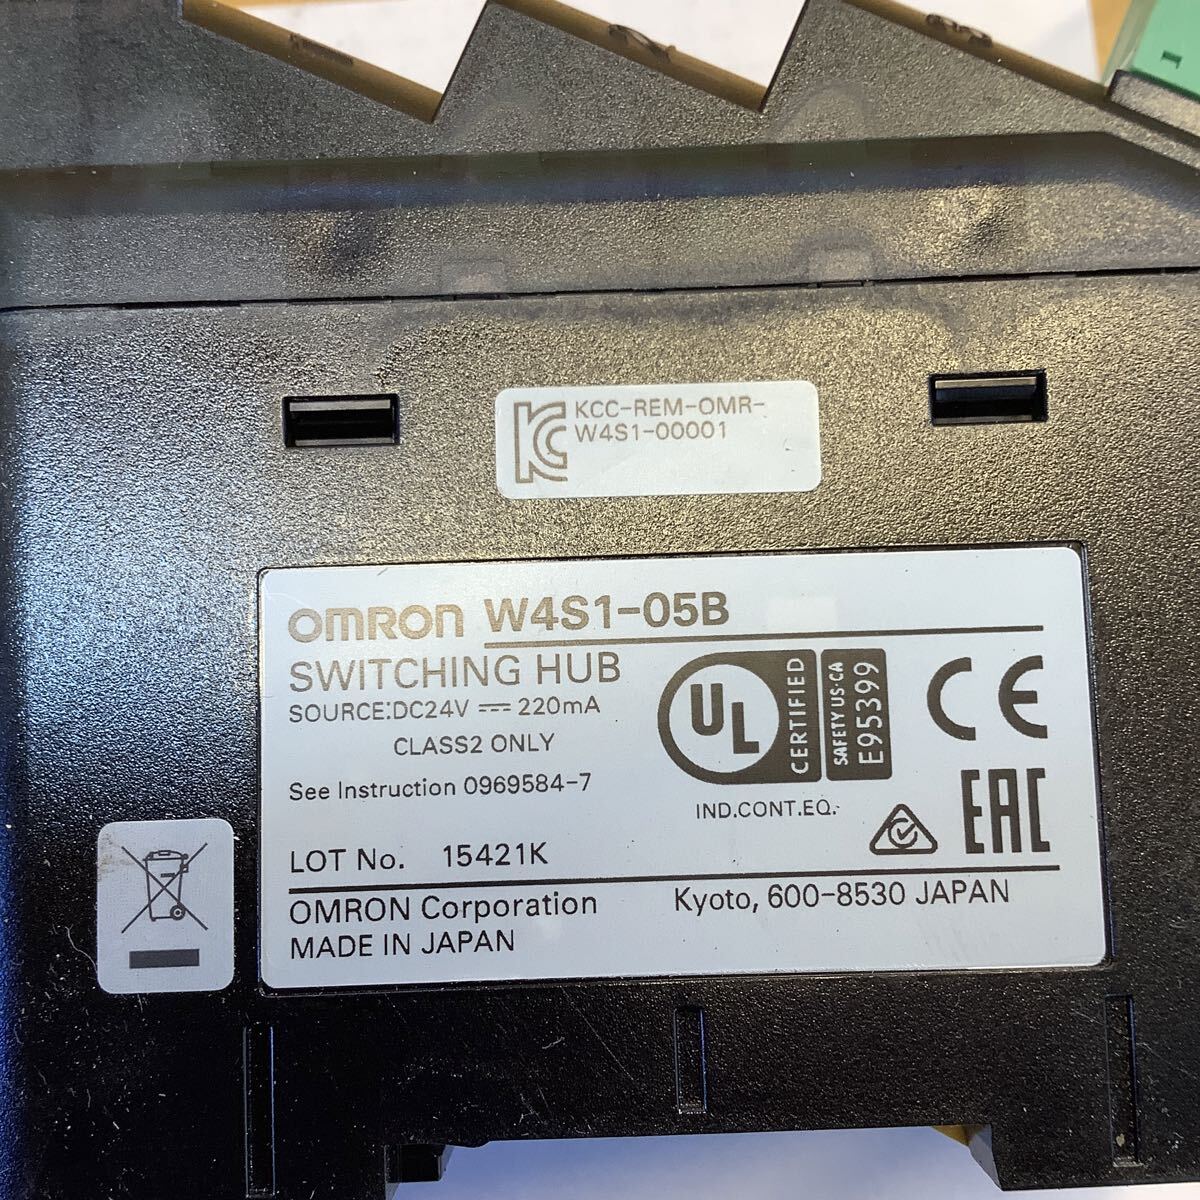 KCC-REM-OMR-
W4S1-00001
OMRON W4S1-05B
SWITCHING HUB
SOURCE:DC24V 220mA
CLASS2 ONLY
See Instruction 0969584-7
UL CERTIFIED
SAFETY US-CA
E95399
IND.CONT.EQ.
CE
EAC
LOT No. 15421K
OMRON Corporation
MADE IN JAPAN
Kyoto, 600-8530 JAPAN